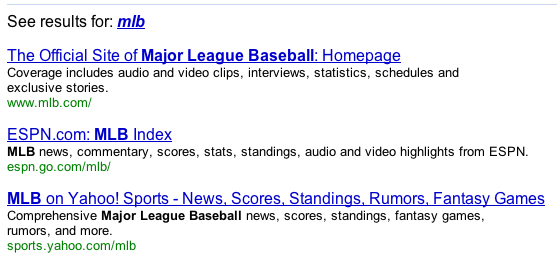 See results for: mlb
The Official Site of Major League Baseball: Homepage
Coverage includes audio and video clips, interviews, statistics, schedules and
exclusive stories.
www.mlb.com/
ESPN.com: MLB Index
MLB news, commentary, scores, stats, standings, audio and video highlights from ESPN.
espn.go.com/mlb/
MLB on Yahoo! Sports - News, Scores, Standings, Rumors, Fantasy Games
Comprehensive Major League Baseball news, scores, standings, fantasy games,
rumors, and more.
sports.yahoo.com/mlb